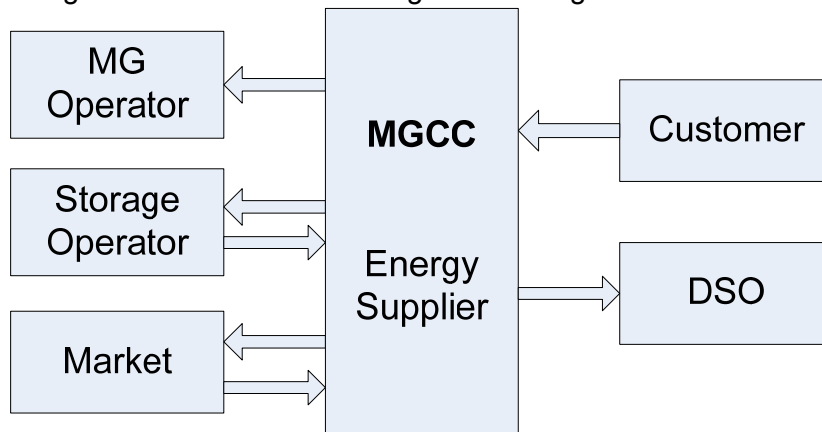 MG
Operator
Storage
Operator
Market
MGCC
Energy
Supplier
Customer
DSO